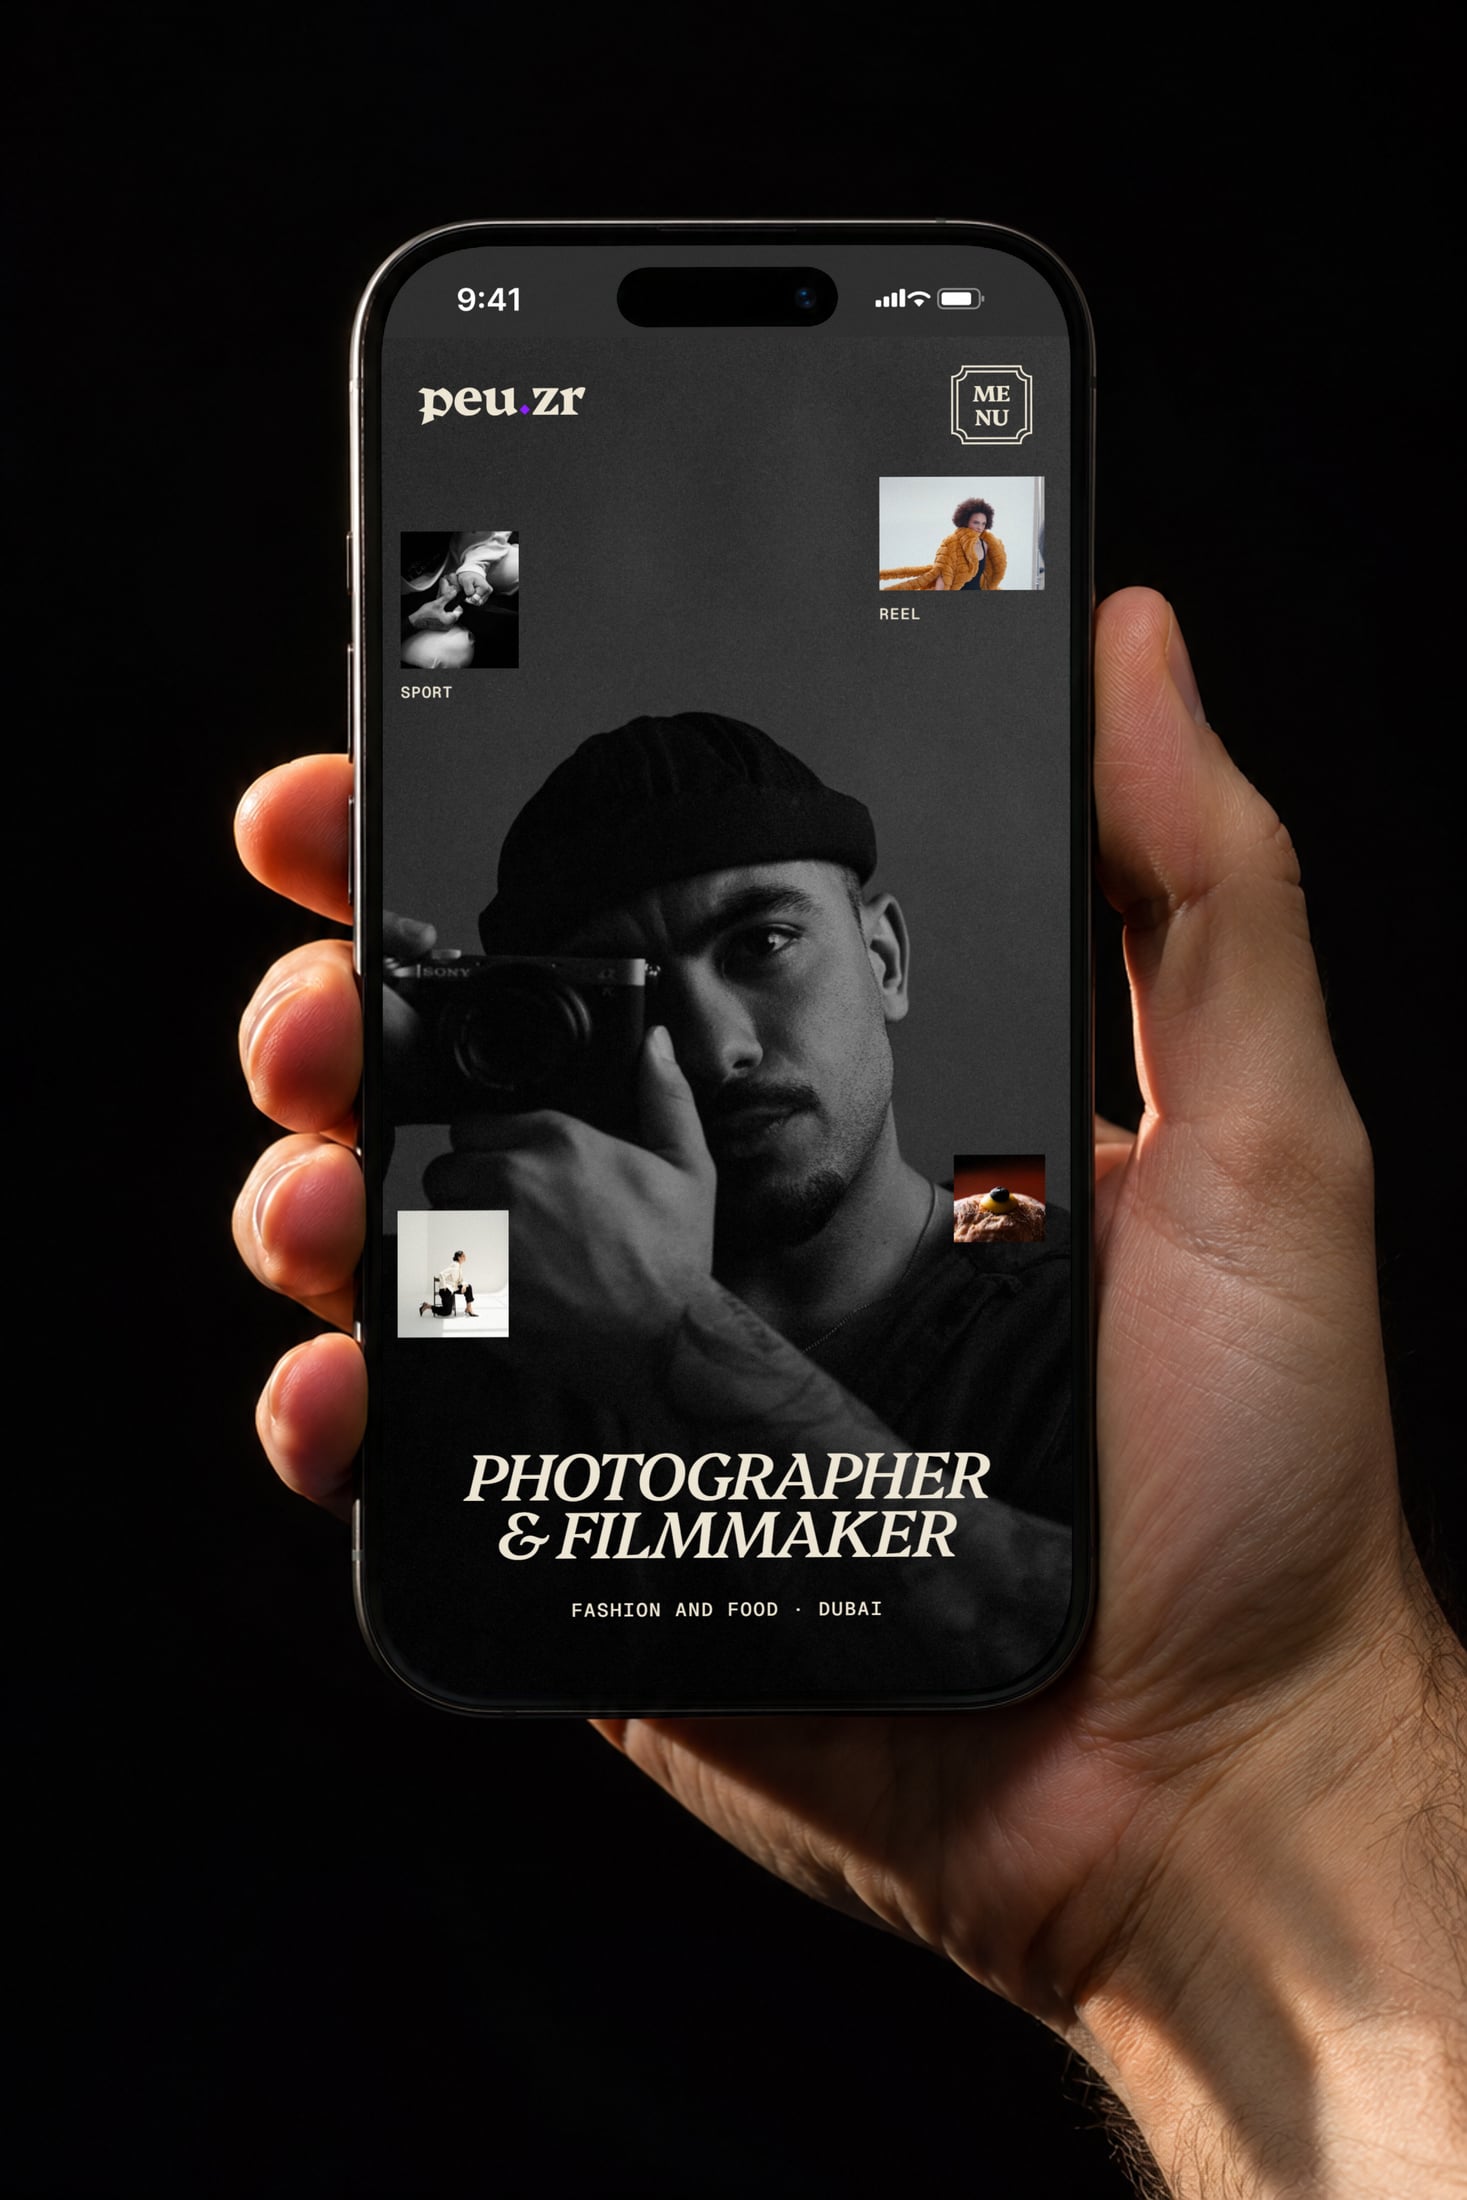 9:41
peu.zr
ME
NU
REEL
SPORT
SONY
PHOTOGRAPHER
& FILMMAKER
FASHION AND FOOD · DUBAI